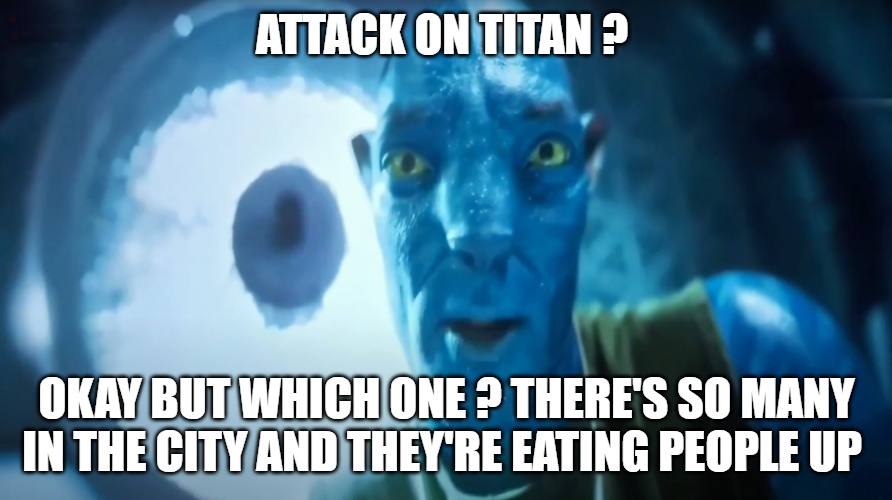 ATTACK ON TITAN ?
OKAY BUT WHICH ONE ? THERE'S SO MANY
IN THE CITY AND THEY'RE EATING PEOPLE UP